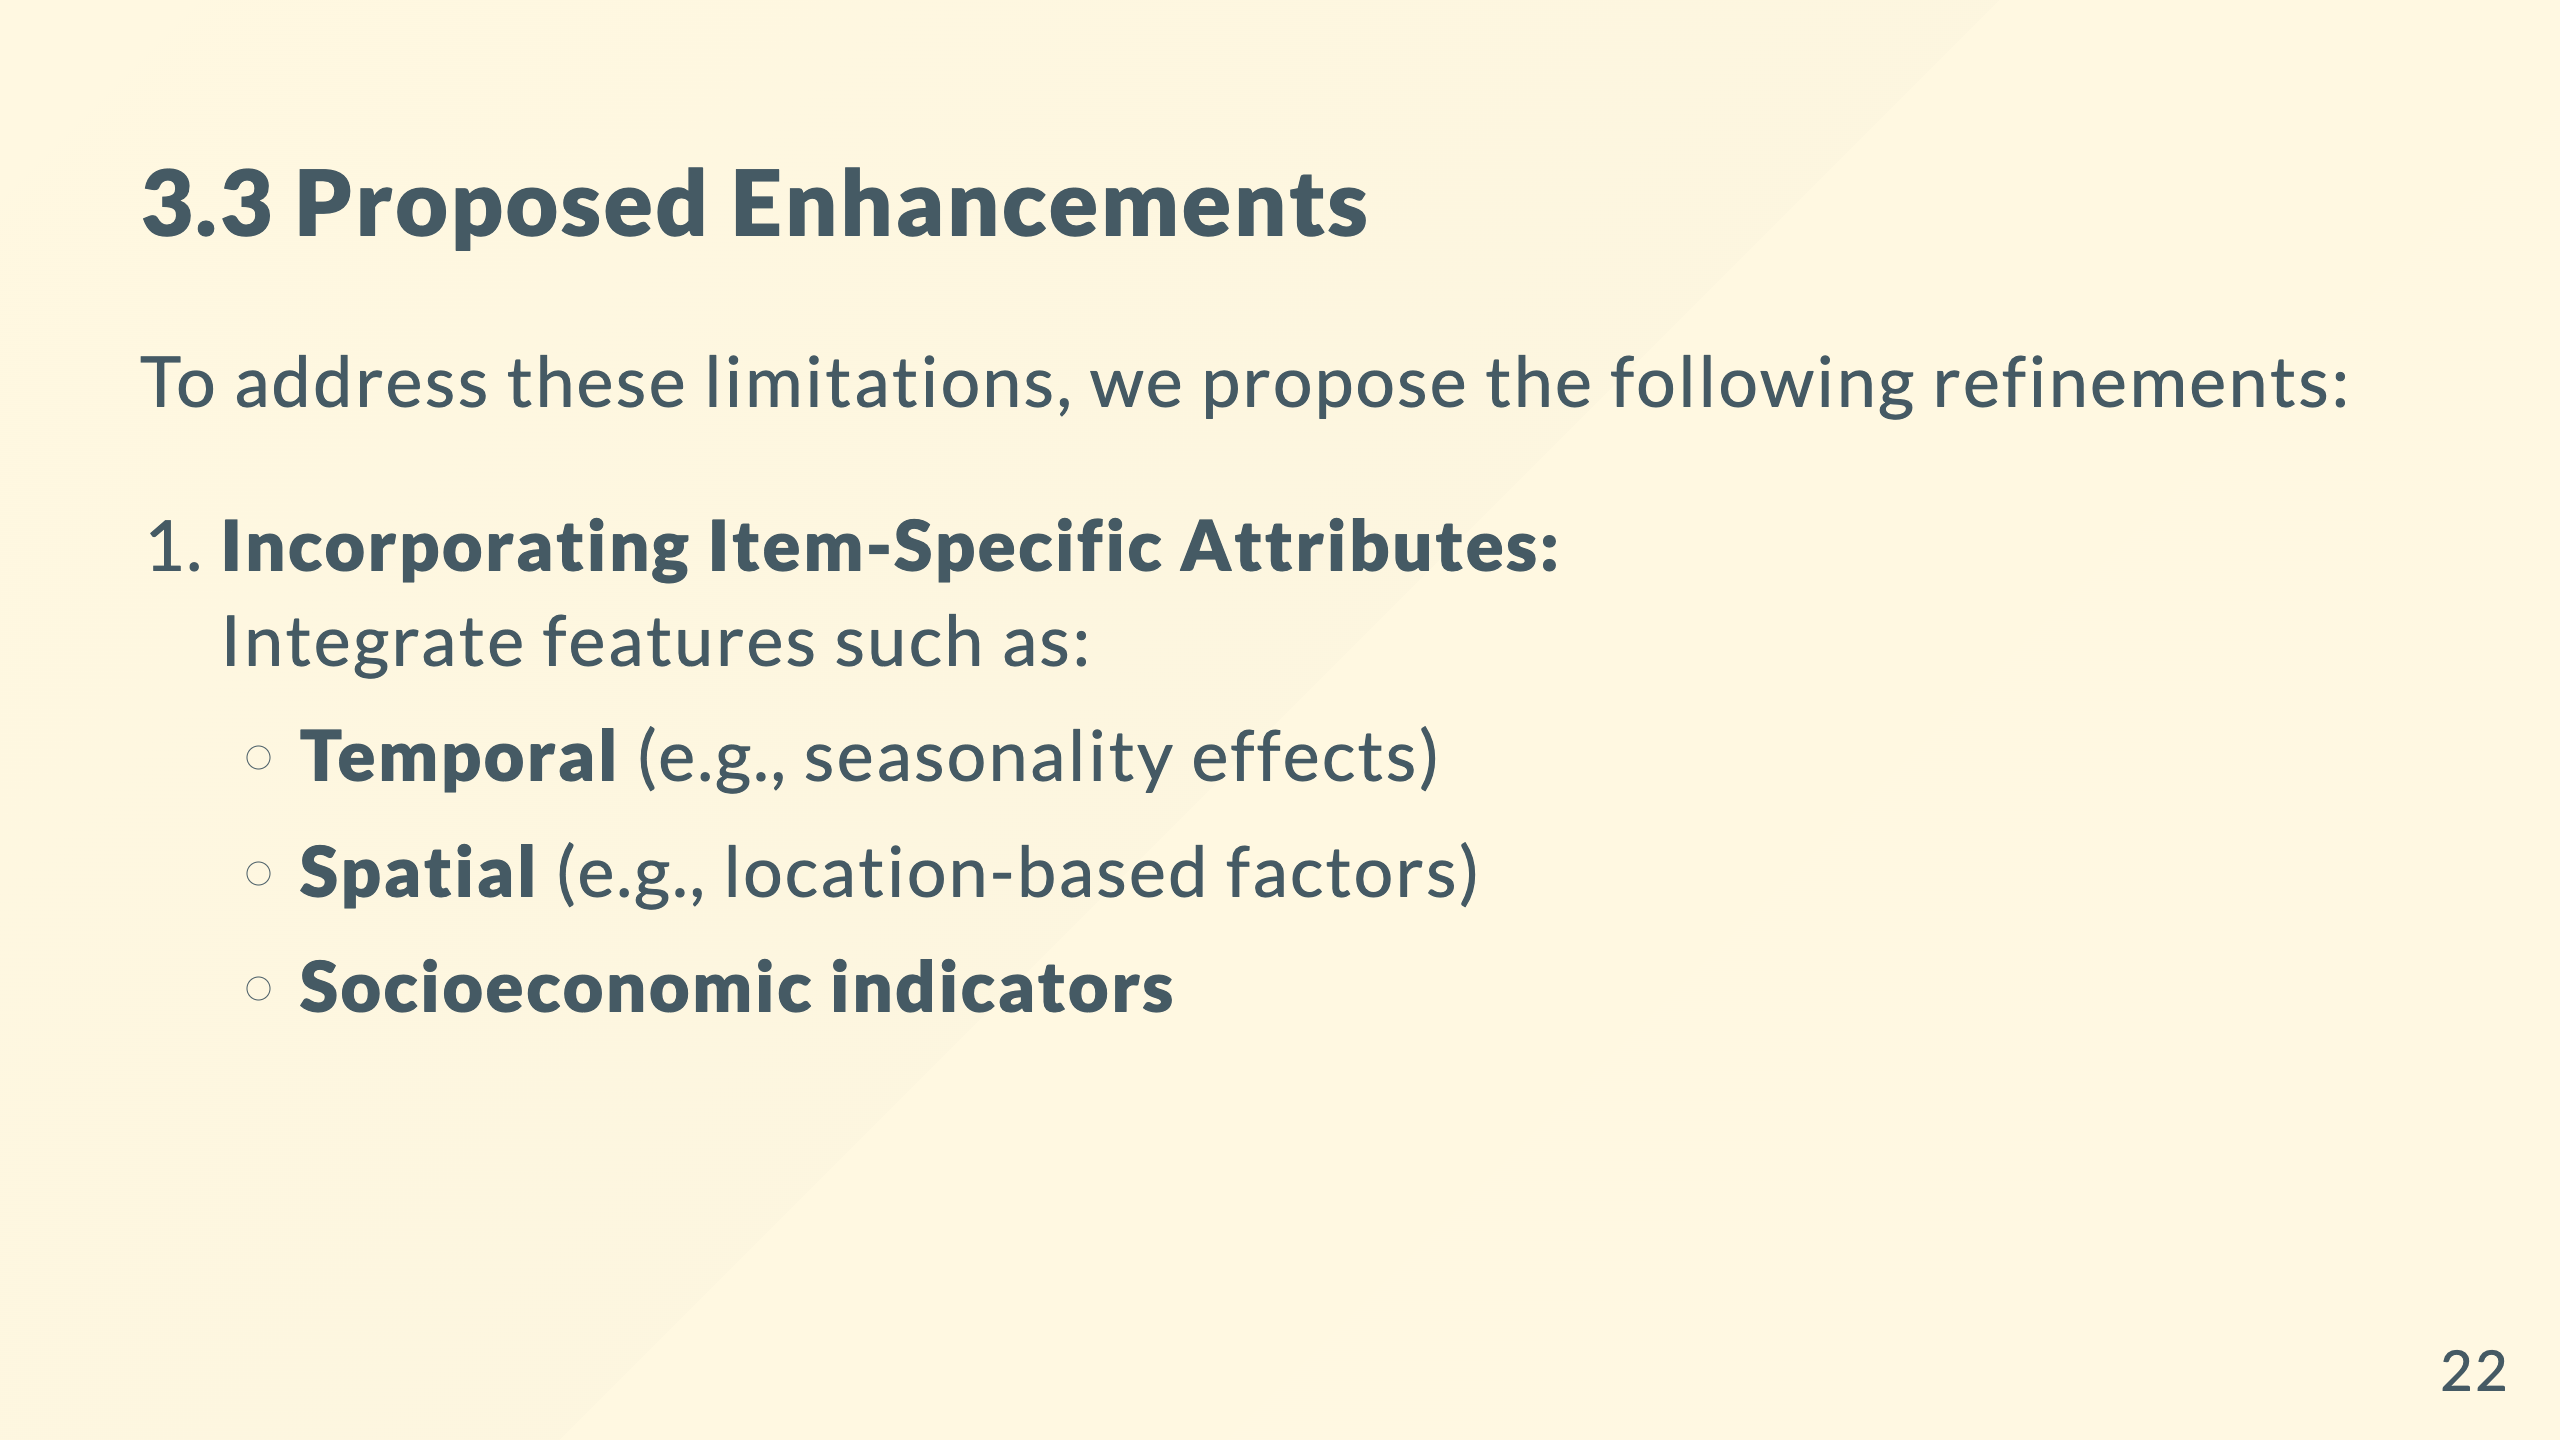 3.3 Proposed Enhancements
To address these limitations, we propose the following refinements:
1. Incorporating Item-Specific Attributes:
Integrate features such as:
○ Temporal (e.g., seasonality effects)
○ Spatial (e.g., location-based factors)
○ Socioeconomic indicators
22